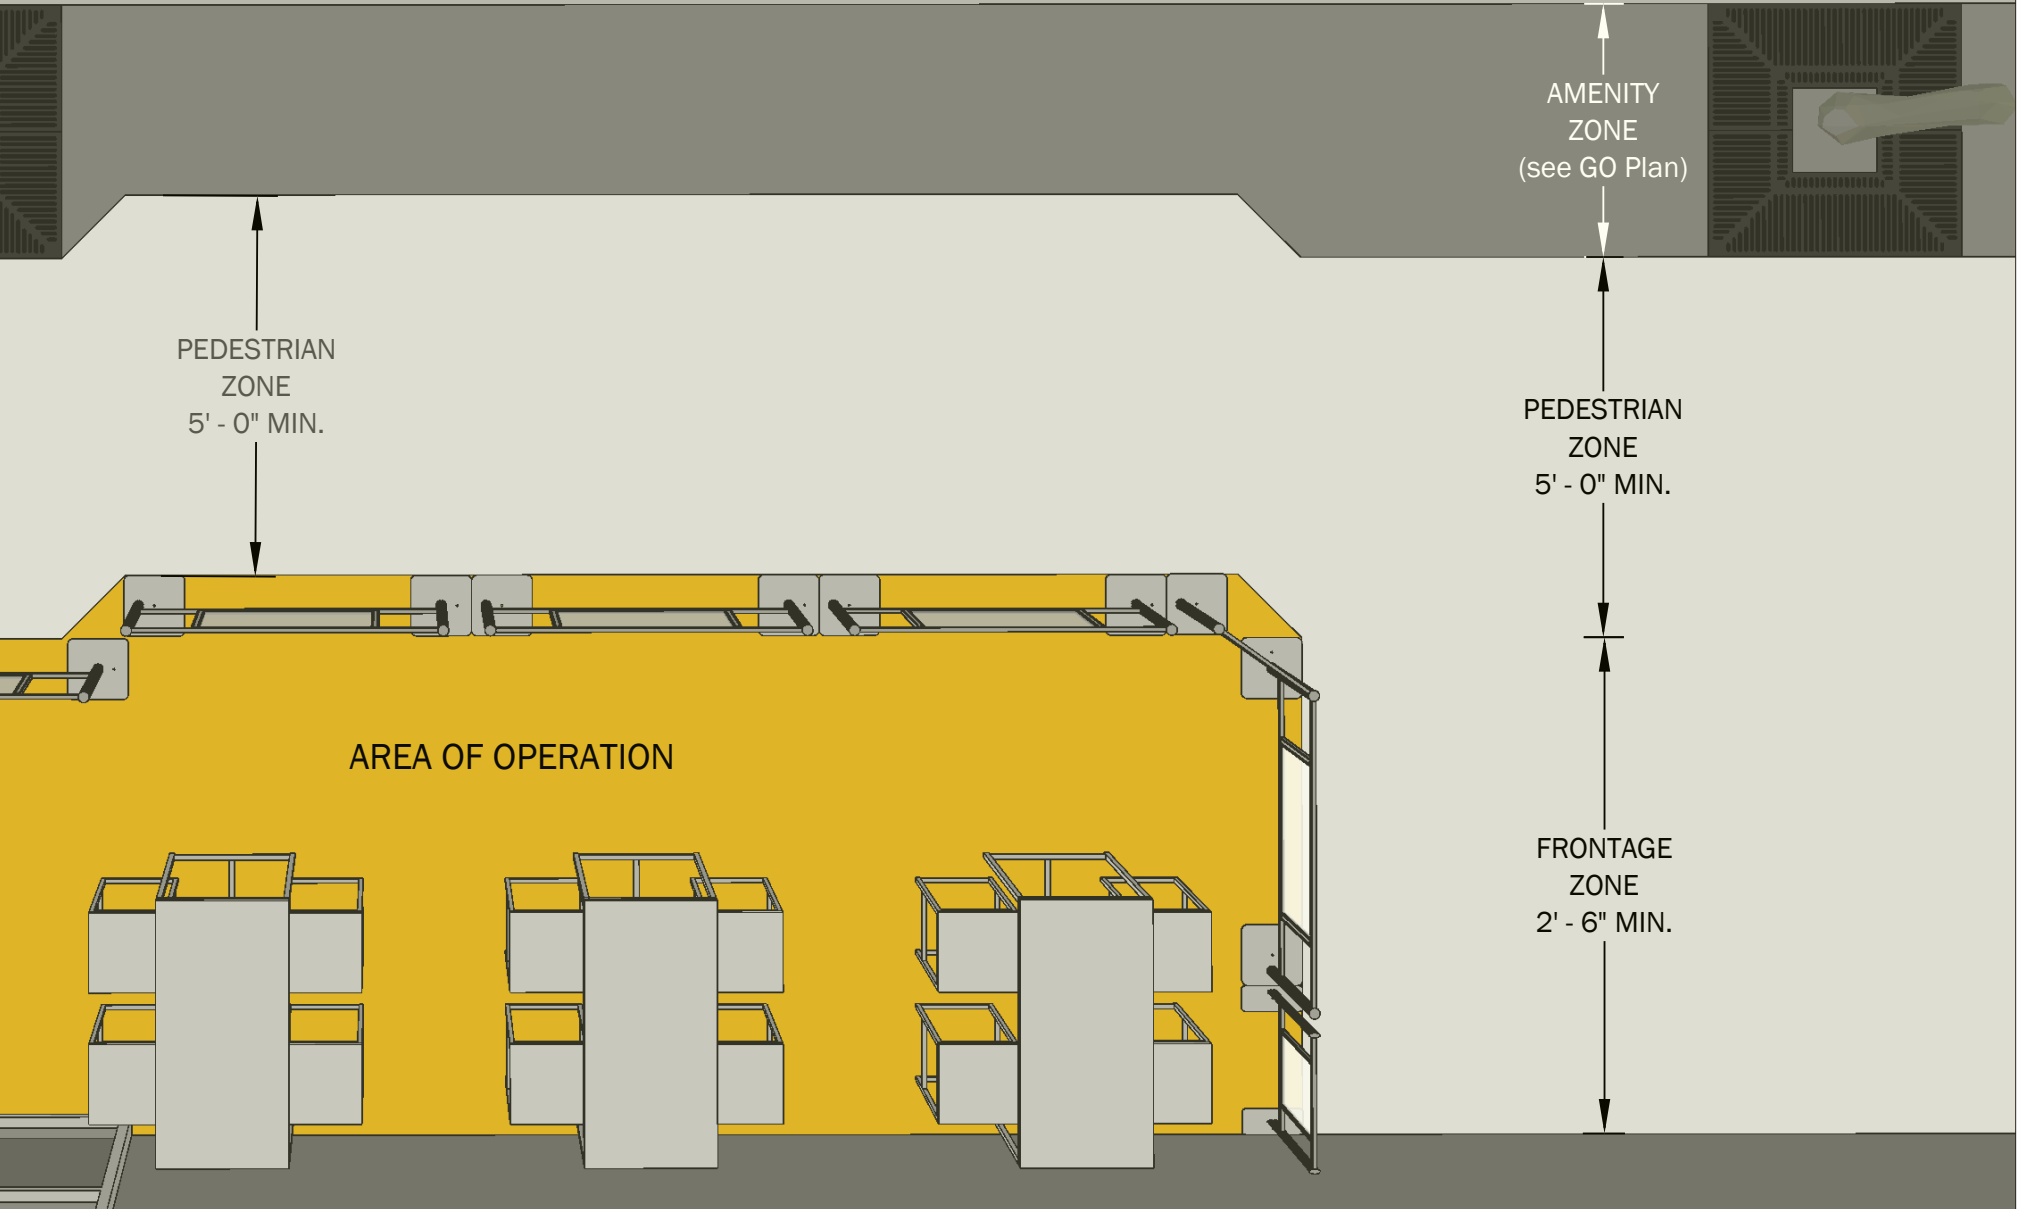 AMENITY
ZONE
(see GO Plan)
PEDESTRIAN
ZONE
5' - 0" MIN.
PEDESTRIAN
ZONE
5' - 0" MIN.
AREA OF OPERATION
FRONTAGE
ZONE
2' - 6" MIN.